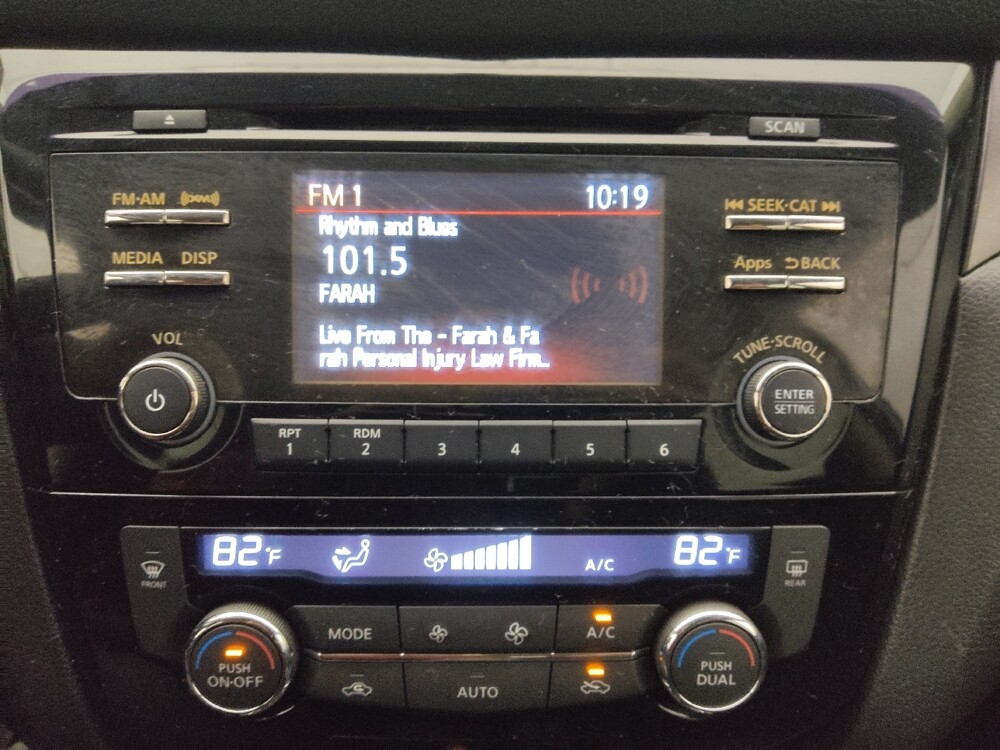 SCAN
FM·AM ((sxm))
MEDIA DISP
VOL
FM 1 10:19
Rhythm and Blues
101.5
FARAH
Live From The - Farah & Fa
rah Personal Injury Law Firm...
SEEK·CAT
Apps BACK
TUNE·SCROLL
ENTER
SETTING
RPT RDM
1 2 3 4 5 6
82°F A/C 82°F
FRONT REAR
MODE A/C
PUSH
ON·OFF
AUTO
PUSH
DUAL